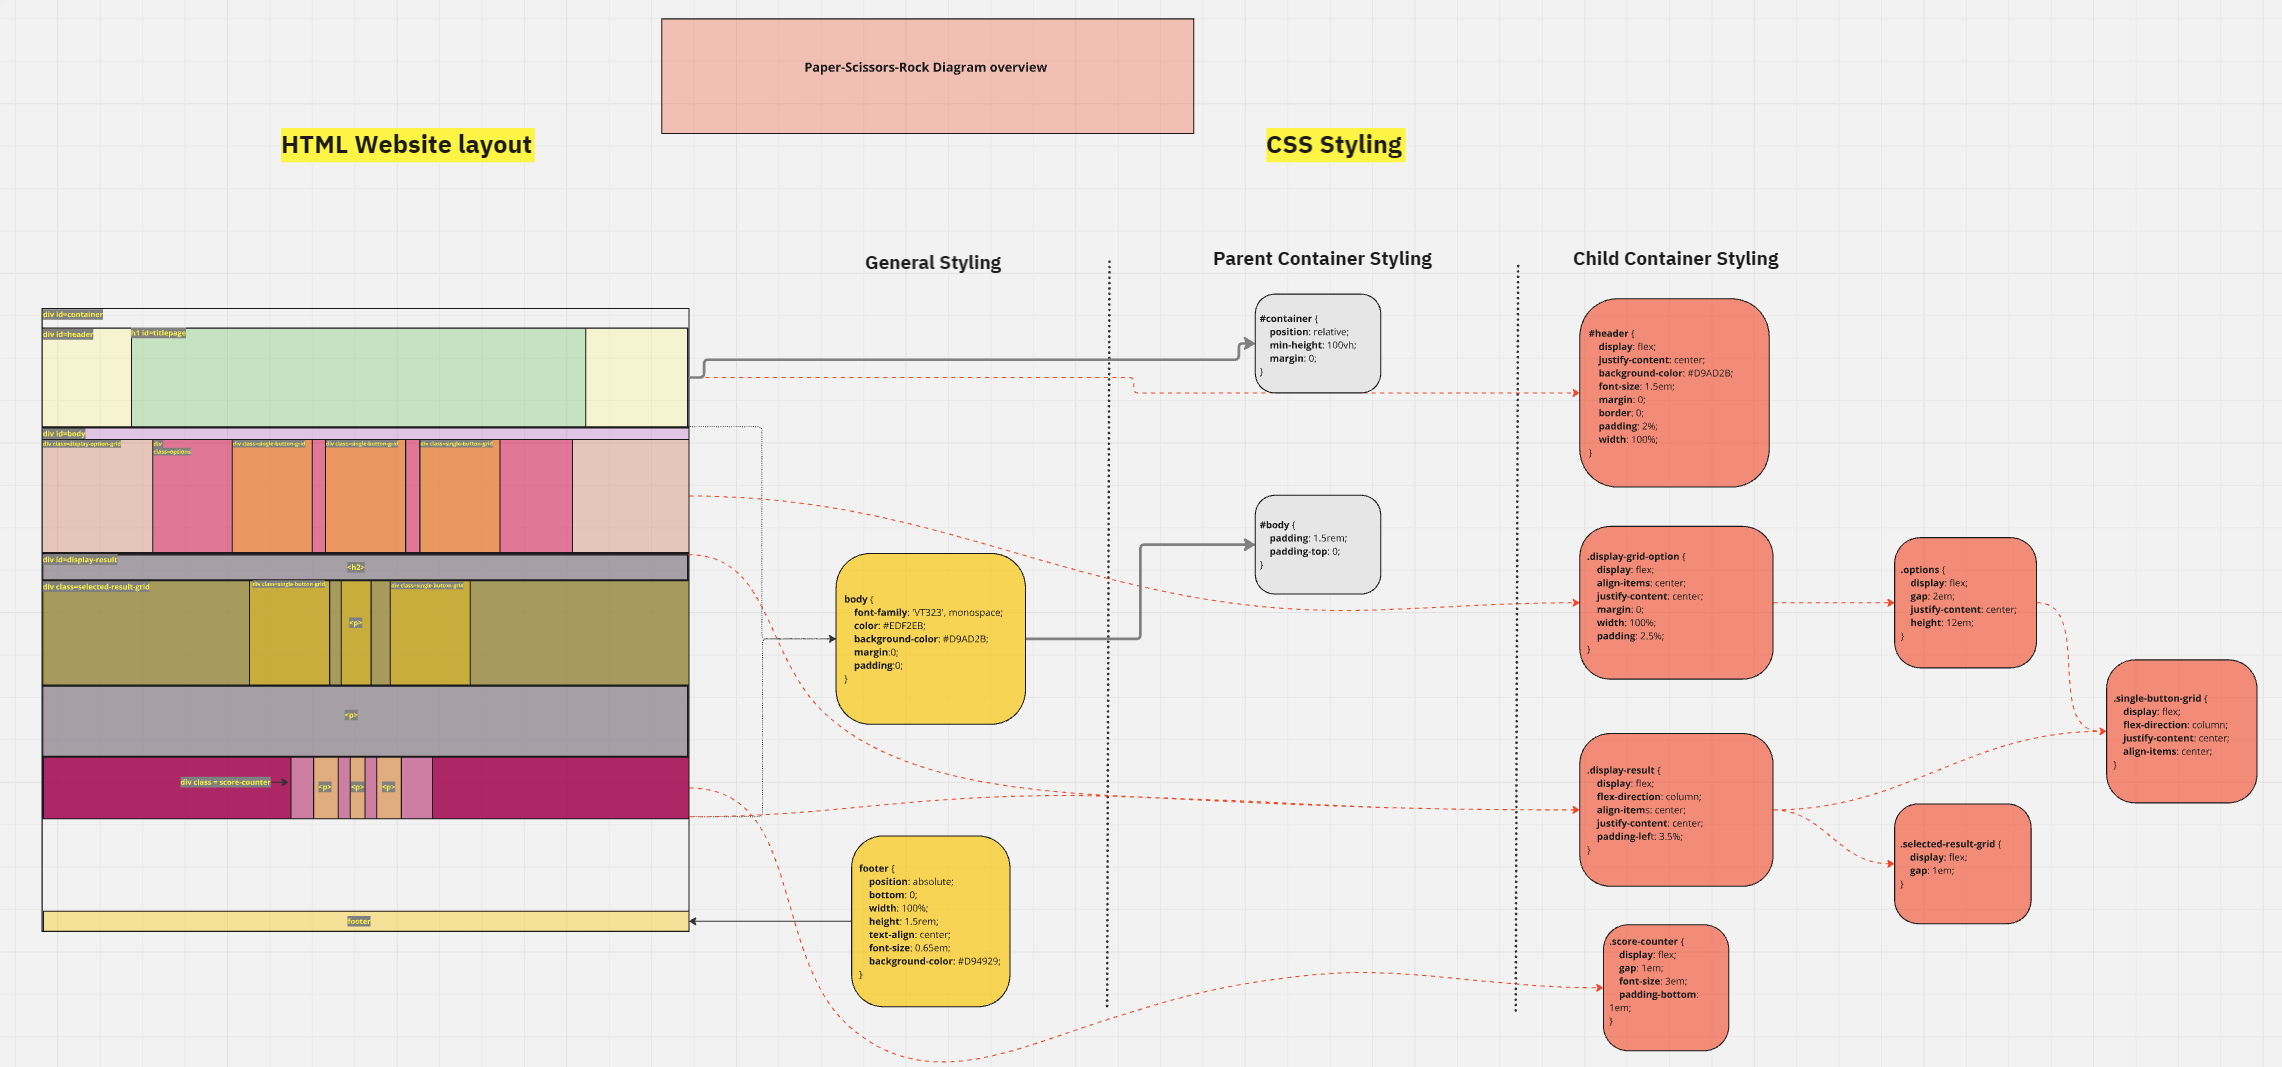 Paper-Scissors-Rock Diagram overview
HTML Website layout
CSS Styling
General Styling
Parent Container Styling
Child Container Styling
div id=container
div id=header
h1 id=titlepage
div id=body
div class=display-option-grid
div
class=options
div class=single-button-grid
div class=single-button-grid
div class=single-button-grid
div id=display-result
<h2>
div class=selected-result-grid
div class=single-button-grid
<p>
div class=single-button-grid
<p>
div class = score-counter
<p>
<p>
<p>
footer
body {
font-family: 'VT323', monospace;
color: #EDF2EB;
background-color: #D9AD2B;
margin:0;
padding:0;
}
footer {
position: absolute;
bottom: 0;
width: 100%;
height: 1.5rem;
text-align: center;
font-size: 0.65em;
background-color: #D94929;
}
#container {
position: relative;
min-height: 100vh;
margin: 0;
}
#body {
padding: 1.5rem;
padding-top: 0;
}
#header {
display: flex;
justify-content: center;
background-color: #D9AD2B;
font-size: 1.5em;
margin: 0;
border: 0;
padding: 2%;
width: 100%;
}
.display-grid-option {
display: flex;
align-items: center;
justify-content: center;
margin: 0;
width: 100%;
padding: 2.5%;
}
.options {
display: flex;
gap: 2em;
justify-content: center;
height: 12em;
}
.single-button-grid {
display: flex;
flex-direction: column;
justify-content: center;
align-items: center;
}
.display-result {
display: flex;
flex-direction: column;
align-items: center;
justify-content: center;
padding-left: 3.5%;
}
.selected-result-grid {
display: flex;
gap: 1em;
}
.score-counter {
display: flex;
gap: 1em;
font-size: 3em;
padding-bottom:
1em;
}